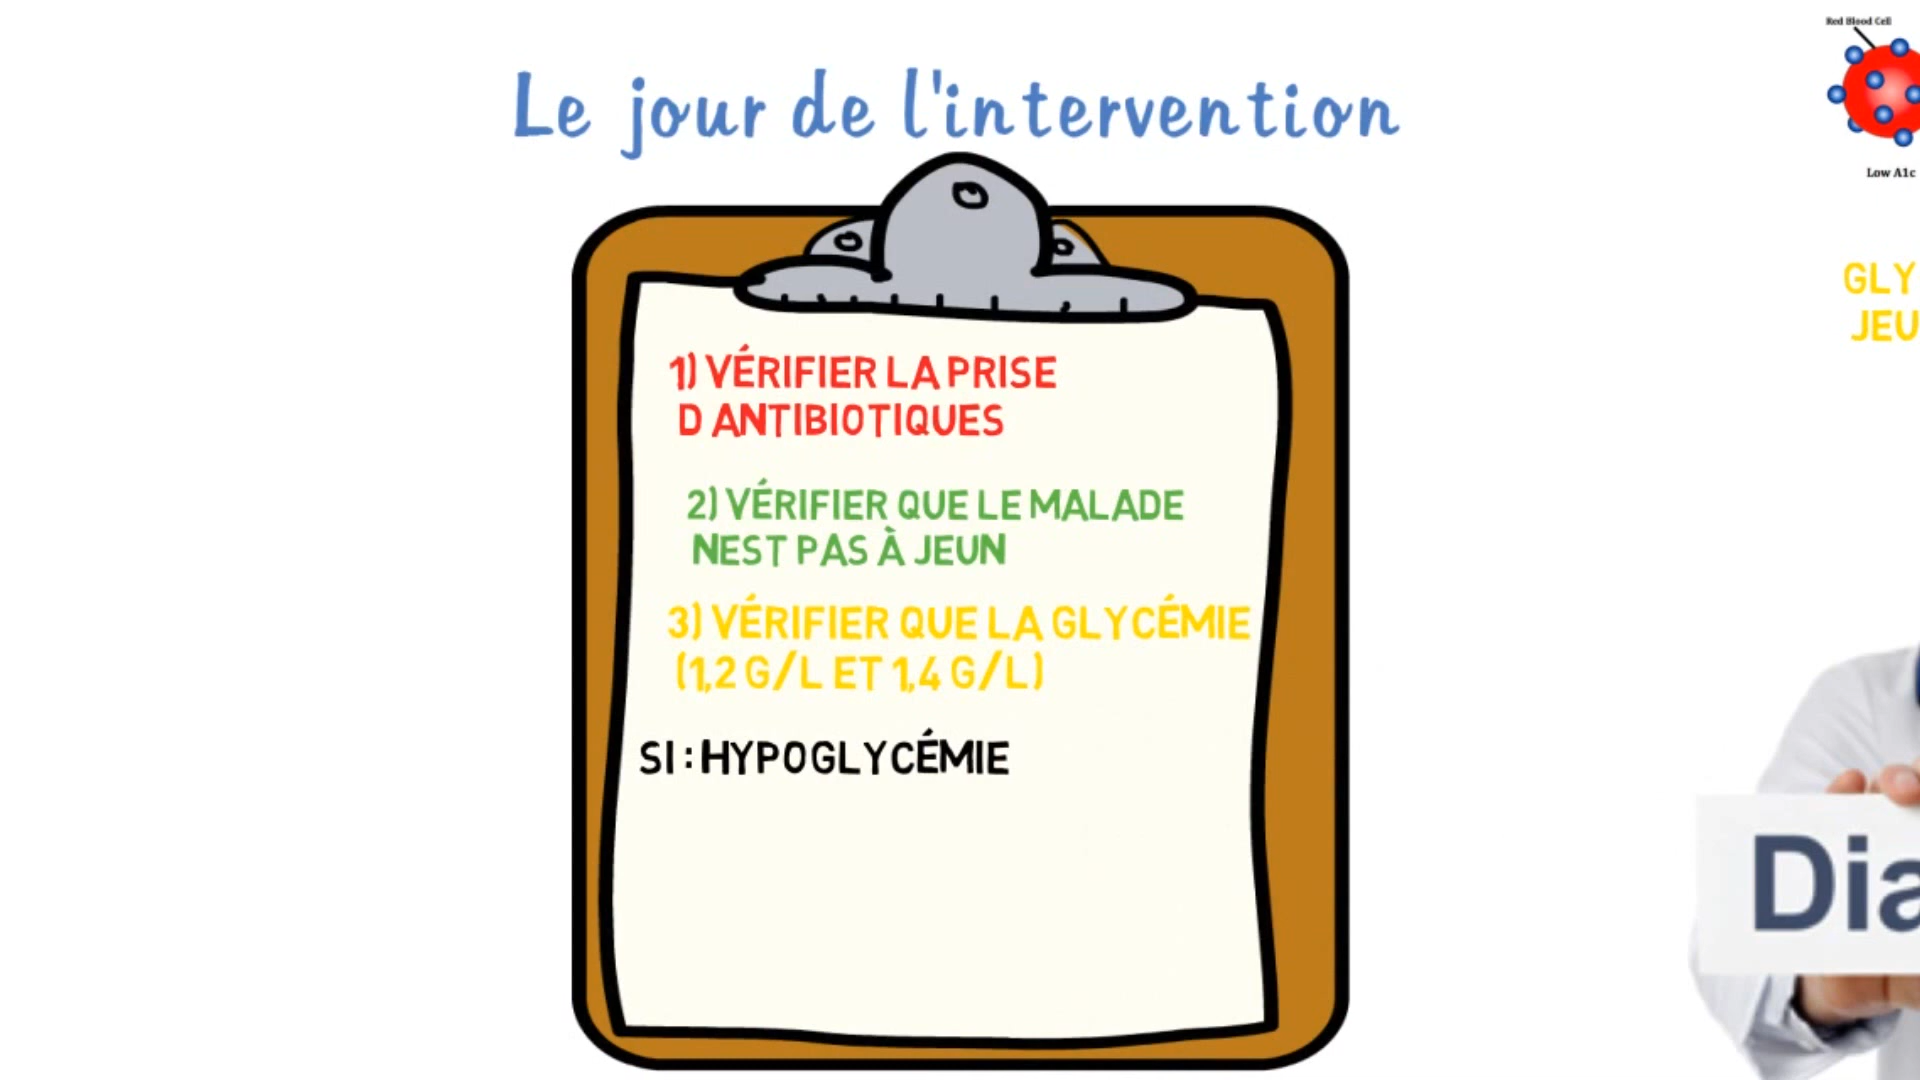 Le jour de l'intervention
1) VÉRIFIER LA PRISE
D ANTIBIOTIQUES
2) VÉRIFIER QUE LE MALADE
NEST PAS À JEUN
3) VÉRIFIER QUE LA GLYCÉMIE
(1,2 G/L ET 1,4 G/L)
SI : HYPOGLYCÉMIE
Red Blood Cell
Low A1c
GLY
JEU
Dia